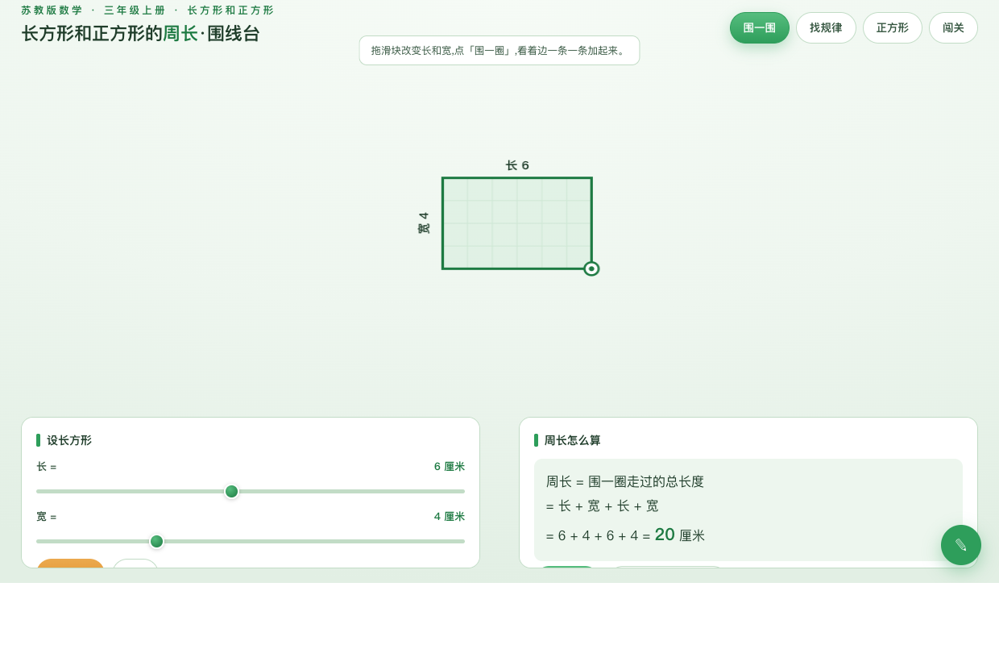 苏教版数学 · 三年级上册 · 长方形和正方形
长方形和正方形的周长·围线台
围一围
找规律
正方形
闯关
拖滑块改变长和宽,点「围一圈」,看着边一条一条加起来。
长 6
宽 4
设长方形
长 =
6 厘米
宽 =
4 厘米
周长怎么算
周长 = 围一圈走过的总长度
= 长 + 宽 + 长 + 宽
= 6 + 4 + 6 + 4 = 20 厘米